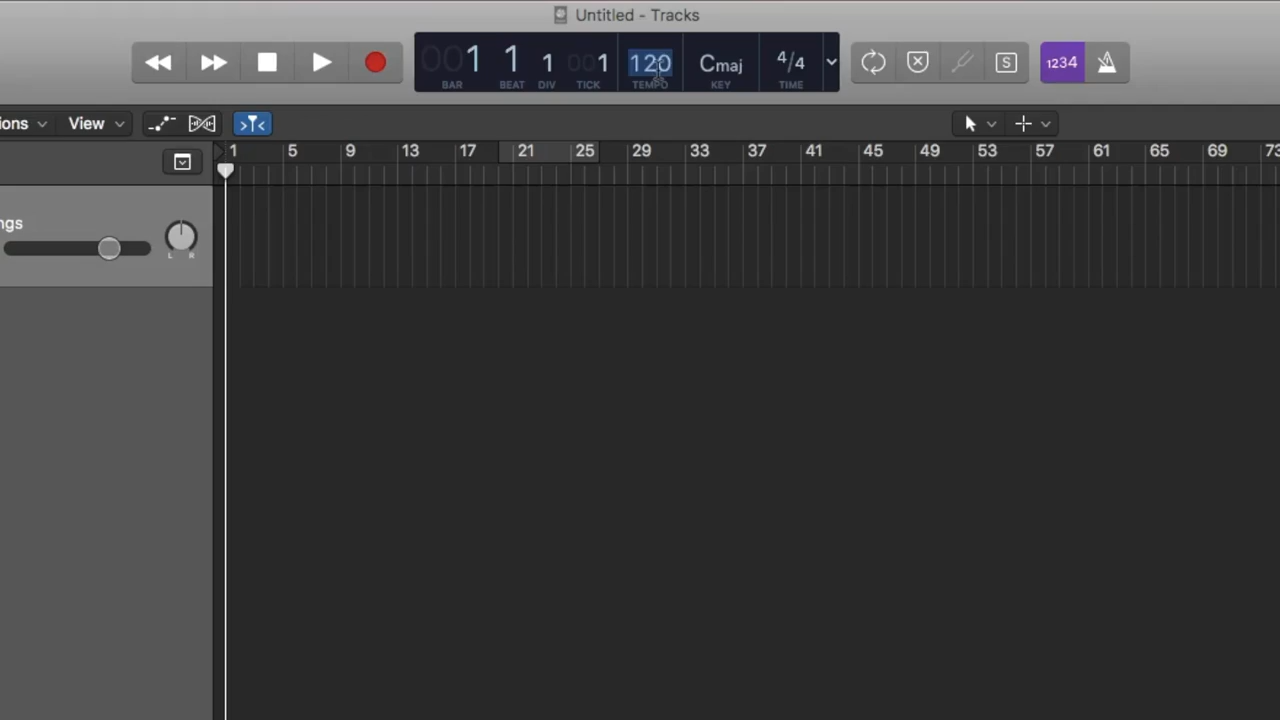 Untitled - Tracks
001 1 1 001 120 Cmaj 4/4
BAR BEAT DIV TICK TEMPO KEY TIME
S 1234
ions View
1 5 9 13 17 21 25 29 33 37 41 45 49 53 57 61 65 69 73
ngs
L R